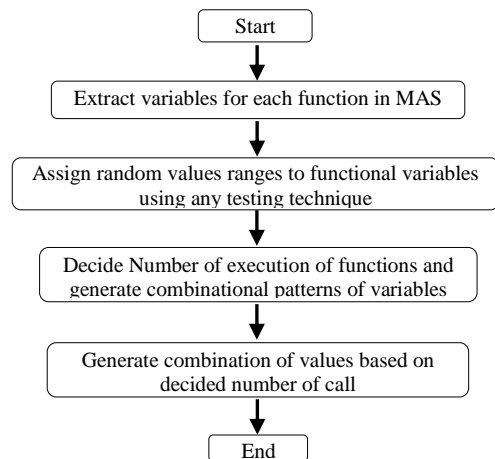 Start
Extract variables for each function in MAS
Assign random values ranges to functional variables
using any testing technique
Decide Number of execution of functions and
generate combinational patterns of variables
Generate combination of values based on
decided number of call
End